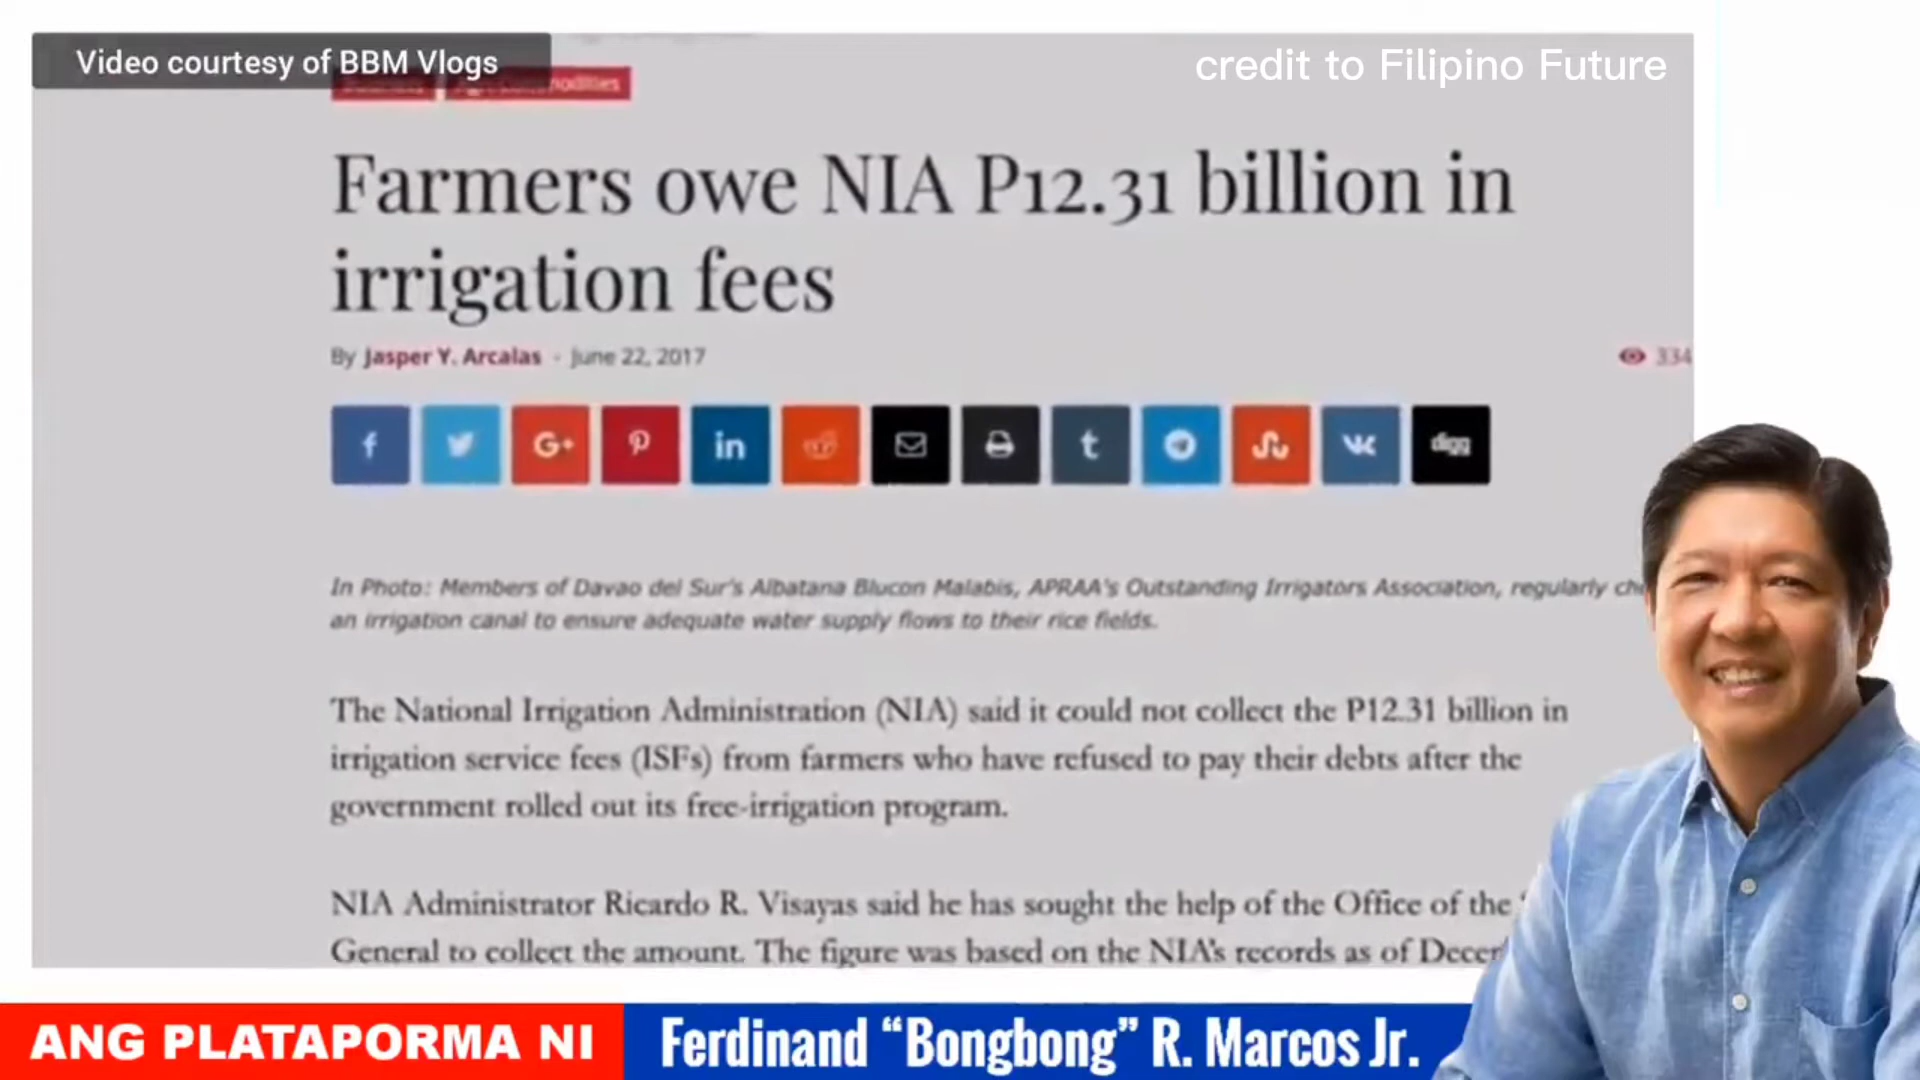 Video courtesy of BBM Vlogs
credit to Filipino Future
Farmers owe NIA P12.31 billion in
irrigation fees
By Jasper Y. Arcalas - June 22, 2017
334
In Photo: Members of Davao del Sur's Albatana Blucon Malabis, APRAA's Outstanding Irrigators Association, regularly
an irrigation canal to ensure adequate water supply flows to their rice fields.
The National Irrigation Administration (NIA) said it could not collect the P12.31 billion in
irrigation service fees (ISFs) from farmers who have refused to pay their debts after the
government rolled out its free-irrigation program.
NIA Administrator Ricardo R. Visayas said he has sought the help of the Office of the
General to collect the amount. The figure was based on the NIA's records as of
ANG PLATAPORMA NI
Ferdinand “Bongbong” R. Marcos Jr.